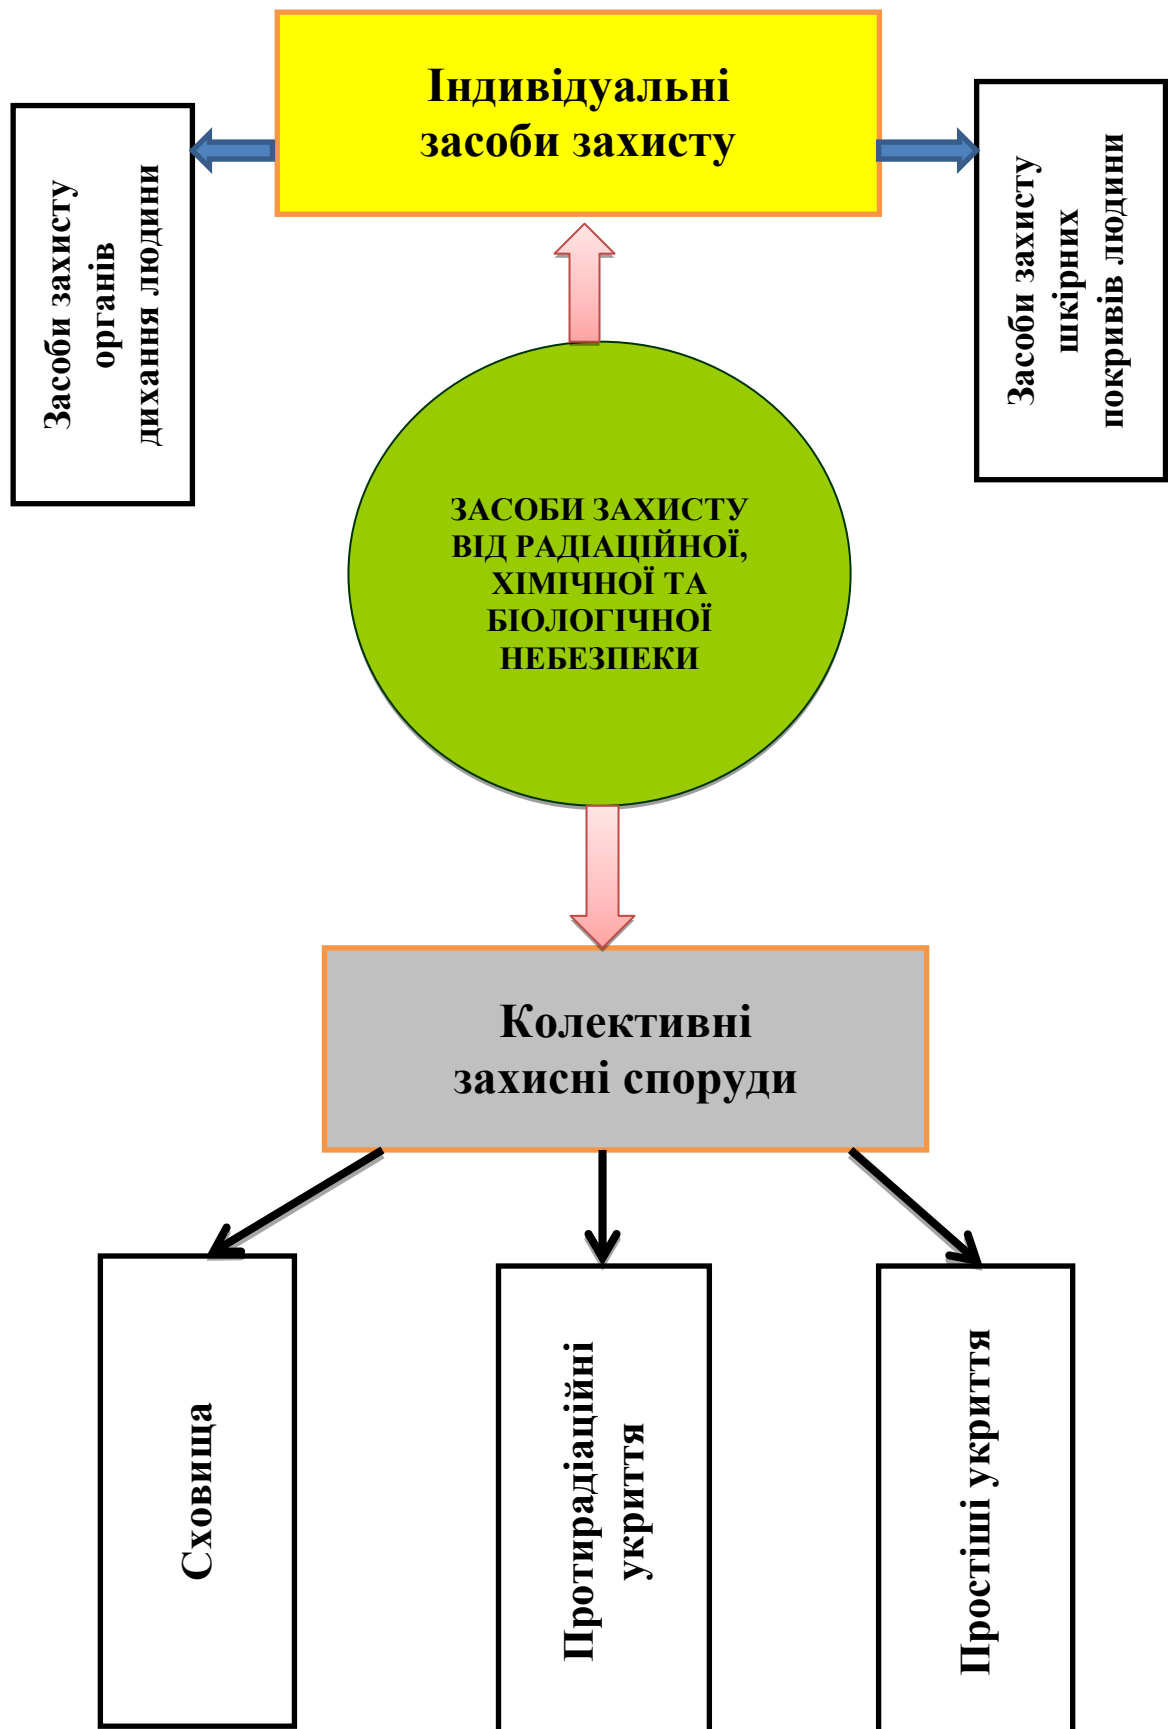 Індивідуальні
засоби захисту
Засоби захисту
органів
дихання людини
Засоби захисту
шкірних
покривів людини
ЗАСОБИ ЗАХИСТУ
ВІД РАДІАЦІЙНОЇ,
ХІМІЧНОЇ ТА
БІОЛОГІЧНОЇ
НЕБЕЗПЕКИ
Колективні
захисні споруди
Сховища
Протирадіаційні
укриття
Простіші укриття